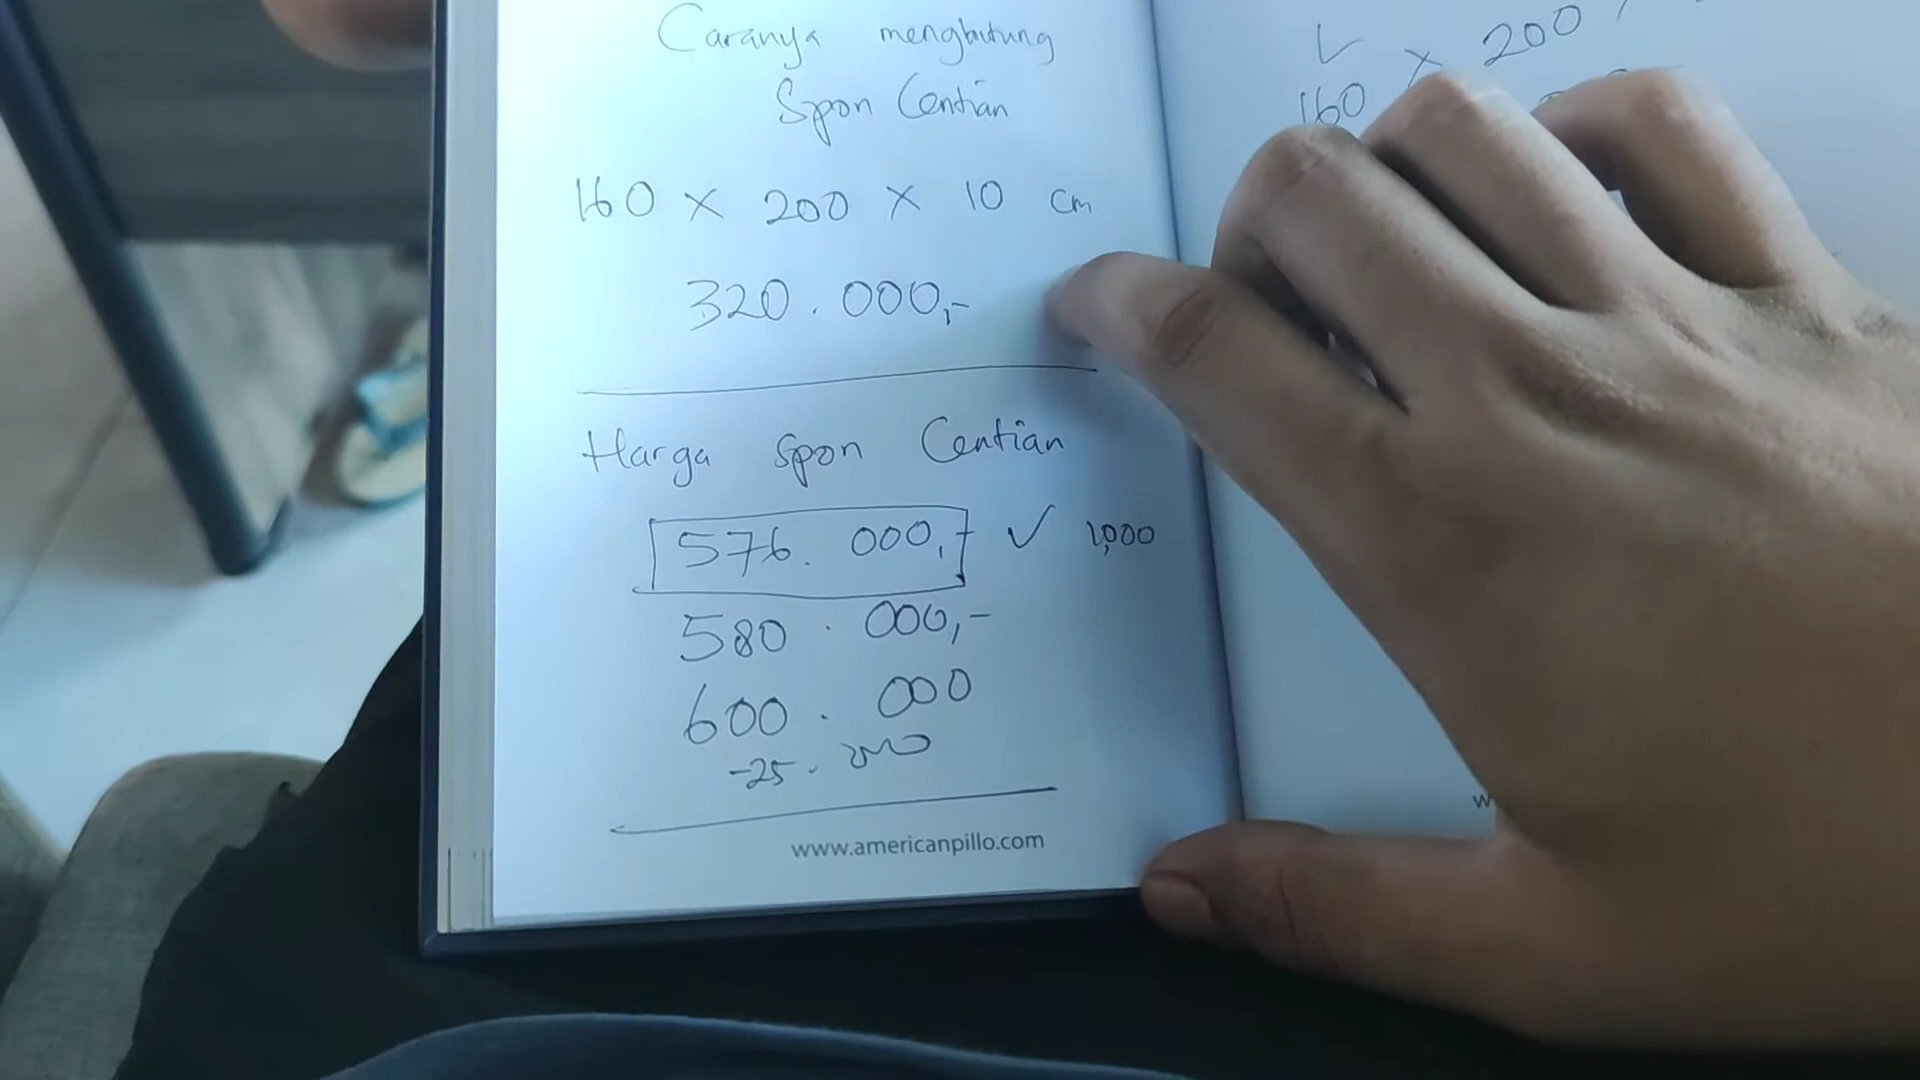 Caranya menghitung
Spon Centian
160 x 200 x 10 cm
320.000,-
Harga Spon Centian
576.000,- ✓ 1,000
580.000,-
600.000
-25.000
www.americanpillo.com
L x 200
160